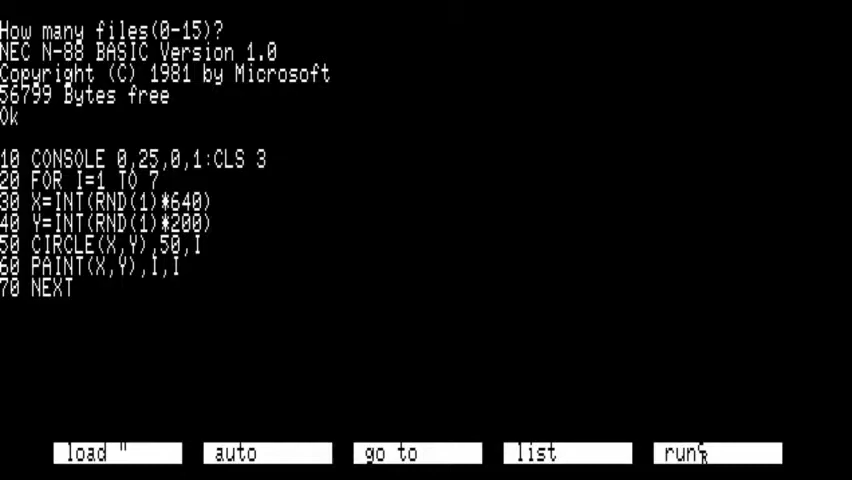 How many files(0-15)?
NEC N-88 BASIC Version 1.0
Copyright (C) 1981 by Microsoft
56799 Bytes free
Ok
10 CONSOLE 0,25,0,1:CLS 3
20 FOR I=1 TO 7
30 X=INT(RND(1)*640)
40 Y=INT(RND(1)*200)
50 CIRCLE(X,Y),50,I
60 PAINT(X,Y),I,I
70 NEXT
load " auto go to list run␍